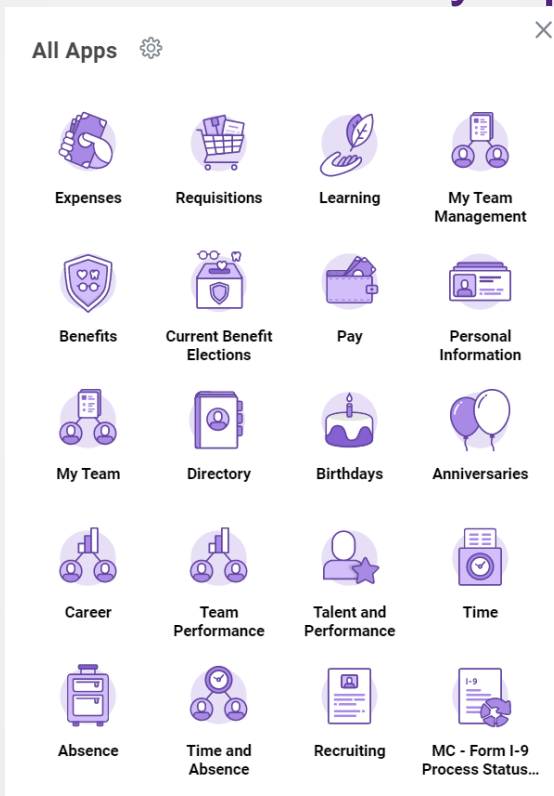 All Apps
Expenses
Requisitions
Learning
My Team
Management
Benefits
Current Benefit
Elections
Pay
Personal
Information
My Team
Directory
Birthdays
Anniversaries
Career
Team
Performance
Talent and
Performance
Time
Absence
Time and
Absence
Recruiting
I-9
MC - Form I-9
Process Status...